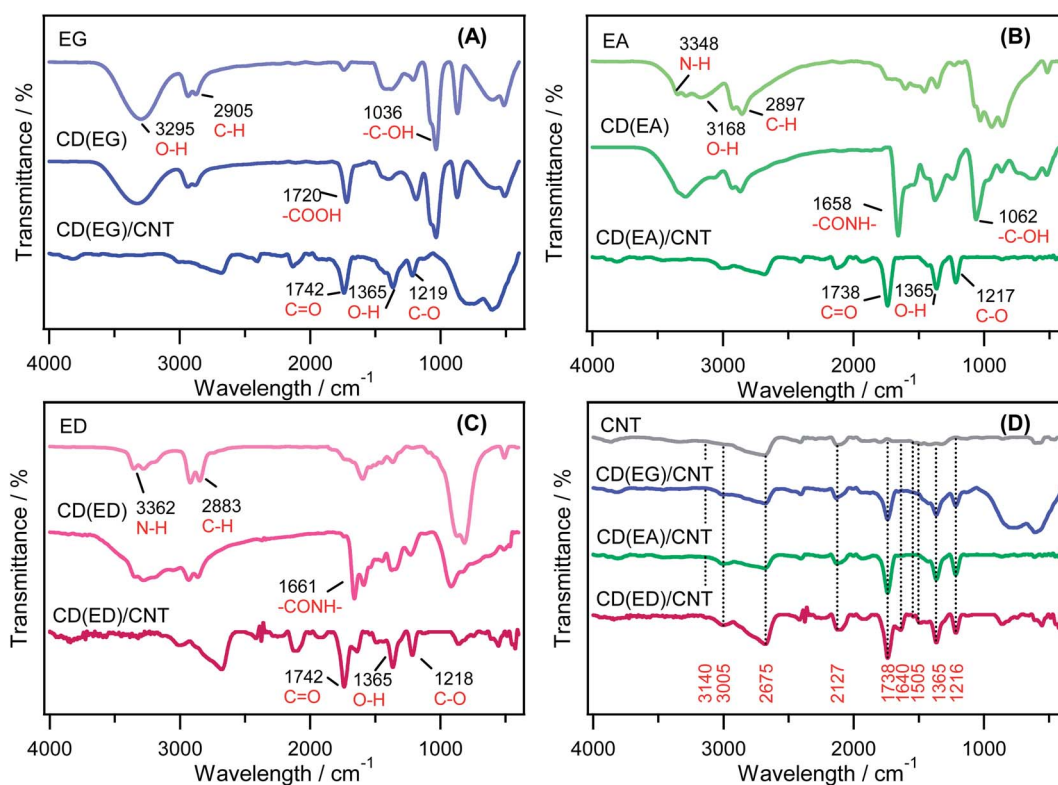 (A)
EG
2905
C-H
3295
O-H
1036
-C-OH
CD(EG)
1720
-COOH
CD(EG)/CNT
1742
C=O
1365
O-H
1219
C-O
Transmittance / %
4000 3000 2000 1000
Wavelength / cm-1
(B)
EA
3348
N-H
3168
O-H
2897
C-H
CD(EA)
1658
-CONH-
1062
-C-OH
CD(EA)/CNT
1738
C=O
1365
O-H
1217
C-O
Transmittance / %
4000 3000 2000 1000
Wavelength / cm-1
(C)
ED
3362
N-H
2883
C-H
CD(ED)
1661
-CONH-
CD(ED)/CNT
1742
C=O
1365
O-H
1218
C-O
Transmittance / %
4000 3000 2000 1000
Wavelength / cm-1
(D)
CNT
CD(EG)/CNT
CD(EA)/CNT
CD(ED)/CNT
3140
3005
2675
2127
1738
1640
1505
1365
1216
Transmittance / %
4000 3000 2000 1000
Wavelength / cm-1